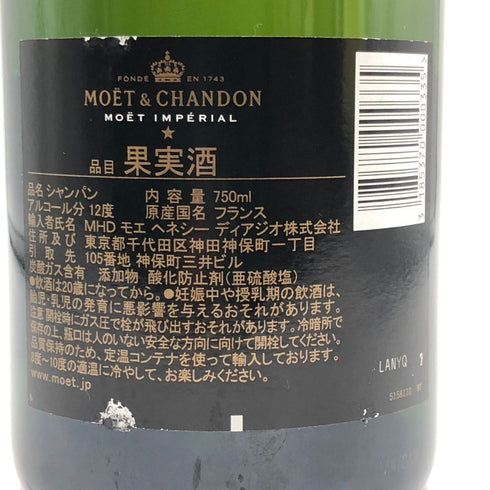 FONDÉ EN 1743
MOËT & CHANDON
MOËT IMPÉRIAL
品目 果実酒
品名 シャンパン 内容量 750ml
アルコール分 12度 原産国名 フランス
輸入者氏名 MHD モエ ヘネシー ディアジオ株式会社
住所及び 東京都千代田区神田神保町一丁目
引取先 105番地 神保町三井ビル
炭酸ガス含有 添加物 酸化防止剤(亜硫酸塩)
●飲酒は20歳になってから。●妊娠中や授乳期の飲酒は、
胎児・乳児の発育に悪影響を与えるおそれがあります。
注意 開栓時にガス圧で栓が飛び出すおそれがあります。冷暗所で
保存の上、瓶口は人のいない安全な方向に向けて開栓してください。
品質保持のため、定温コンテナを使って輸入しております。
8度〜10度の適温に冷やして、お楽しみください。
www.moet.jp
3 185370 000335
LANYQ 1